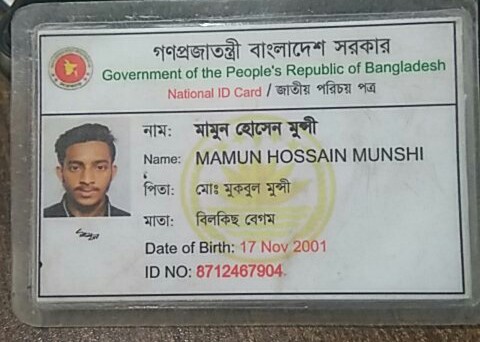 গণপ্রজাতন্ত্রী বাংলাদেশ সরকার
Government of the People's Republic of Bangladesh
National ID Card / জাতীয় পরিচয় পত্র
নাম: মামুন হোসেন মুন্সী
Name: MAMUN HOSSAIN MUNSHI
পিতা: মোঃ মুকবুল মুন্সী
মাতা: বিলকিছ বেগম
Date of Birth: 17 Nov 2001
ID NO: 8712467904